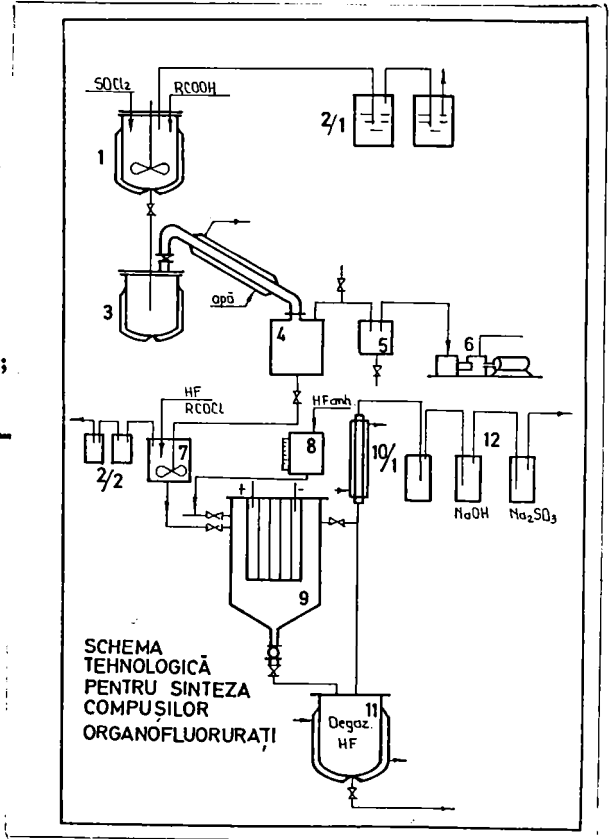 SOCl₂ RCOOH
2/1
1
3
apă
4
5
6
HF
RCOCl
HFanh
2/2
7
8
10/1
12
NaOH Na₂SO₃
+ -
9
SCHEMA
TEHNOLOGICĂ
PENTRU SINTEZA
COMPUȘILOR
ORGANOFLUORURAȚI
11
Degaz.
HF
;